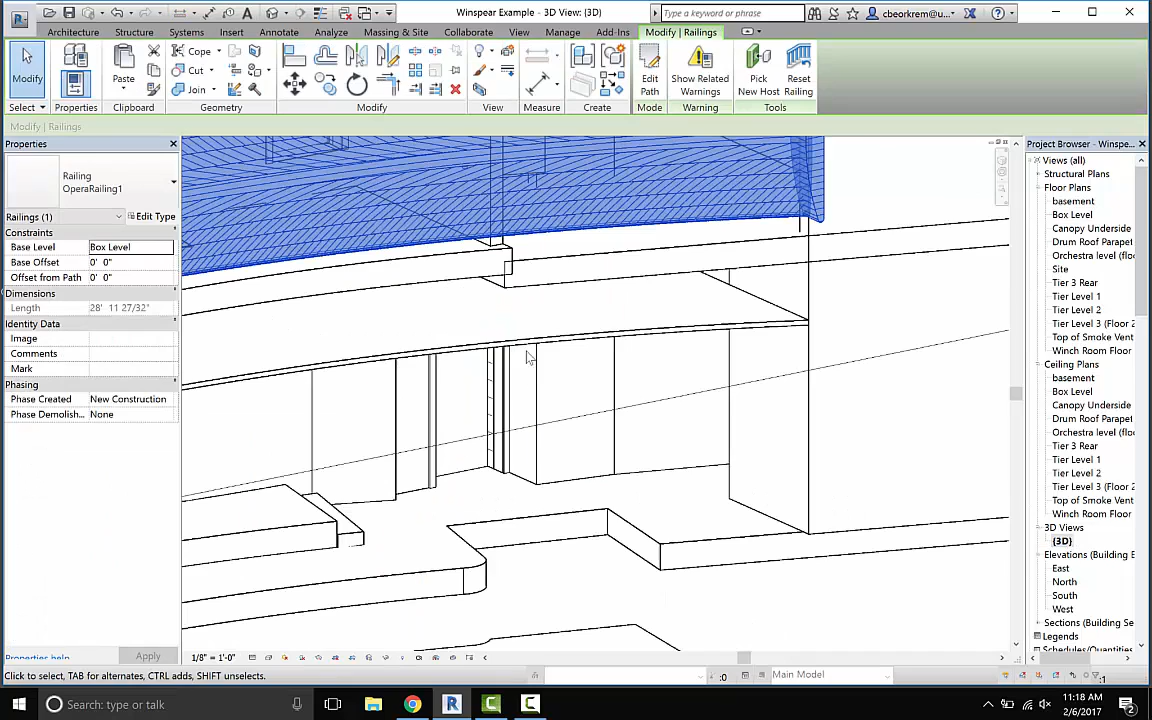 Winspear Example - 3D View: {3D}
Type a keyword or phrase
cbeorkrem@u...
Architecture Structure Systems Insert Annotate Analyze Massing & Site Collaborate View Manage Add-Ins Modify | Railings
Modify
Paste
Cope
Cut
Join
Edit Path
Show Related Warnings
Pick New Host
Reset Railing
Select Properties Clipboard Geometry Modify View Measure Create Mode Warning Tools
Modify | Railings
Properties
Railing
OperaRailing1
Railings (1)
Edit Type
Constraints
Base Level Box Level
Base Offset 0' 0"
Offset from Path 0' 0"
Dimensions
Length 28' 11 27/32"
Identity Data
Image
Comments
Mark
Phasing
Phase Created New Construction
Phase Demolish... None
Properties help
Apply
Project Browser - Winspe...
Views (all)
Structural Plans
Floor Plans
basement
Box Level
Canopy Underside
Drum Roof Parapet
Orchestra level (floo
Site
Tier 3 Rear
Tier Level 1
Tier Level 2
Tier Level 3 (Floor 2
Top of Smoke Vent
Winch Room Floor
Ceiling Plans
basement
Box Level
Canopy Underside
Drum Roof Parapet
Orchestra level (floo
Tier 3 Rear
Tier Level 1
Tier Level 2
Tier Level 3 (Floor 2
Top of Smoke Vent
Winch Room Floor
3D Views
{3D}
Elevations (Building E
East
North
South
West
Sections (Building Se
Legends
Schedules/Quantities
1/8" = 1'-0"
Click to select, TAB for alternates, CTRL adds, SHIFT unselects.
:0
Main Model
:1
Search: type to task
11:18 AM
2/6/2017
2